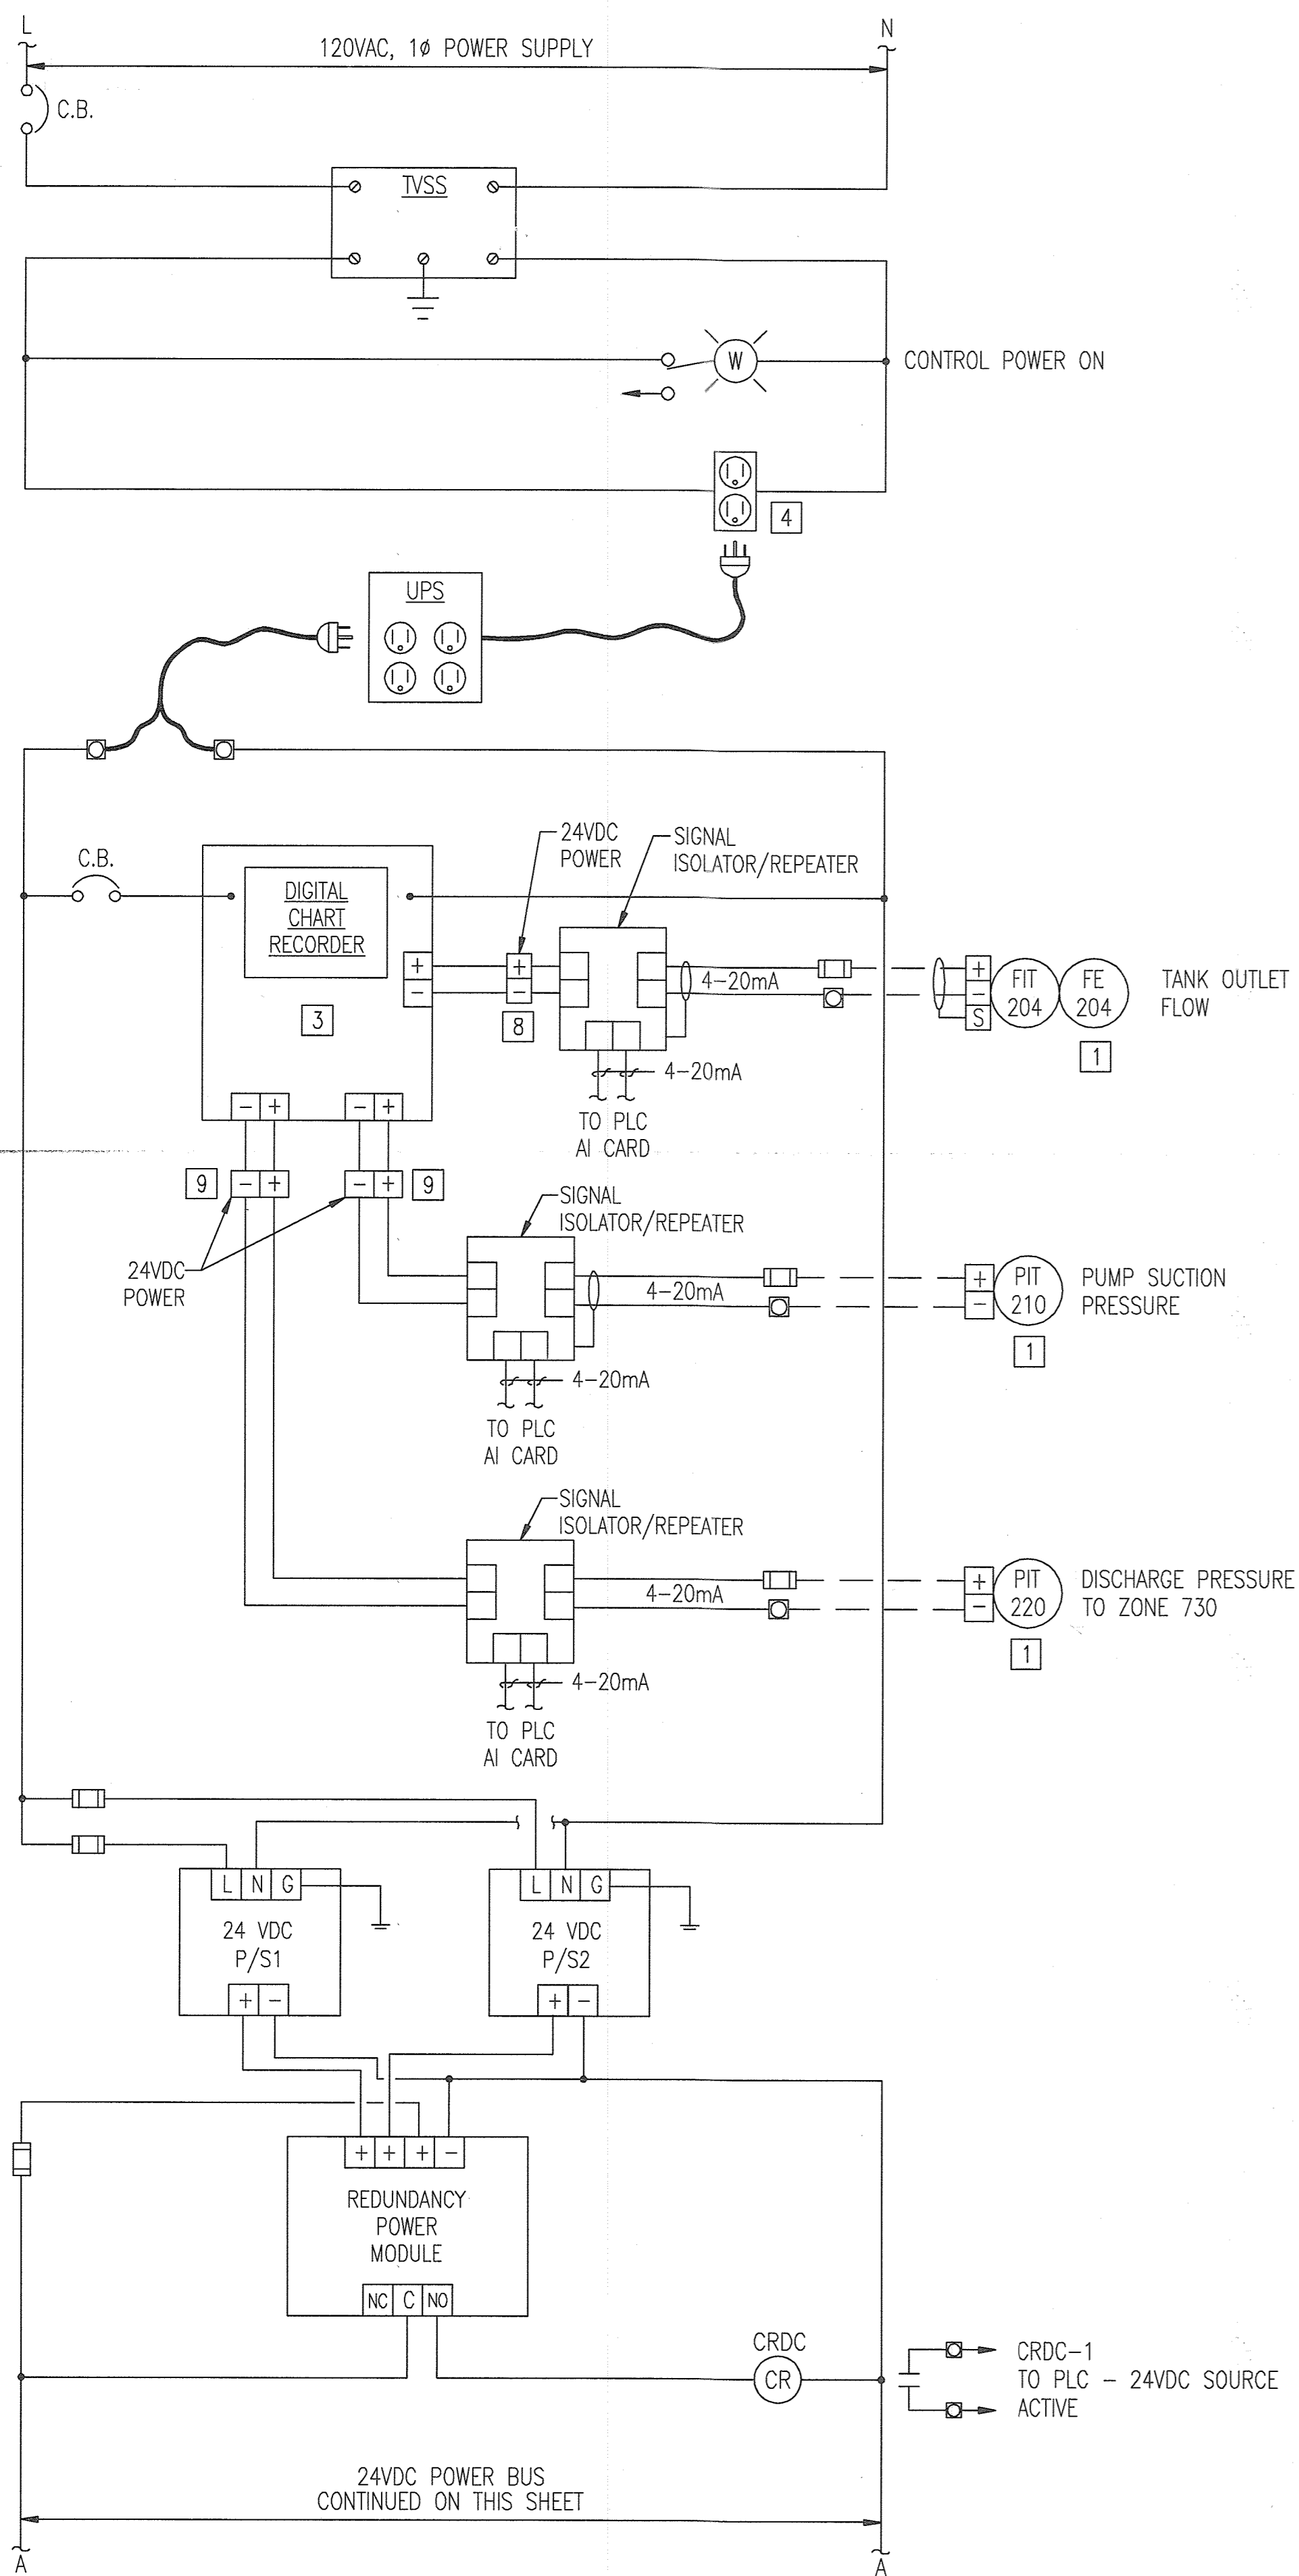 L
N
120VAC, 1ø POWER SUPPLY
C.B.
TVSS
W
CONTROL POWER ON
4
UPS
24VDC
POWER
SIGNAL
ISOLATOR/REPEATER
C.B.
DIGITAL
CHART
RECORDER
+
−
+
−
4-20mA
+
−
S
FIT
204
FE
204
TANK OUTLET
FLOW
3
8
1
4-20mA
− +
− +
TO PLC
AI CARD
9
− +
− +
9
SIGNAL
ISOLATOR/REPEATER
24VDC
POWER
4-20mA
+
−
PIT
210
PUMP SUCTION
PRESSURE
1
4-20mA
TO PLC
AI CARD
SIGNAL
ISOLATOR/REPEATER
4-20mA
+
−
PIT
220
DISCHARGE PRESSURE
TO ZONE 730
1
4-20mA
TO PLC
AI CARD
L N G
24 VDC
P/S1
+ −
L N G
24 VDC
P/S2
+ −
+ + + −
REDUNDANCY
POWER
MODULE
NC C NO
CRDC
CR
CRDC-1
TO PLC - 24VDC SOURCE
ACTIVE
24VDC POWER BUS
CONTINUED ON THIS SHEET
A
A